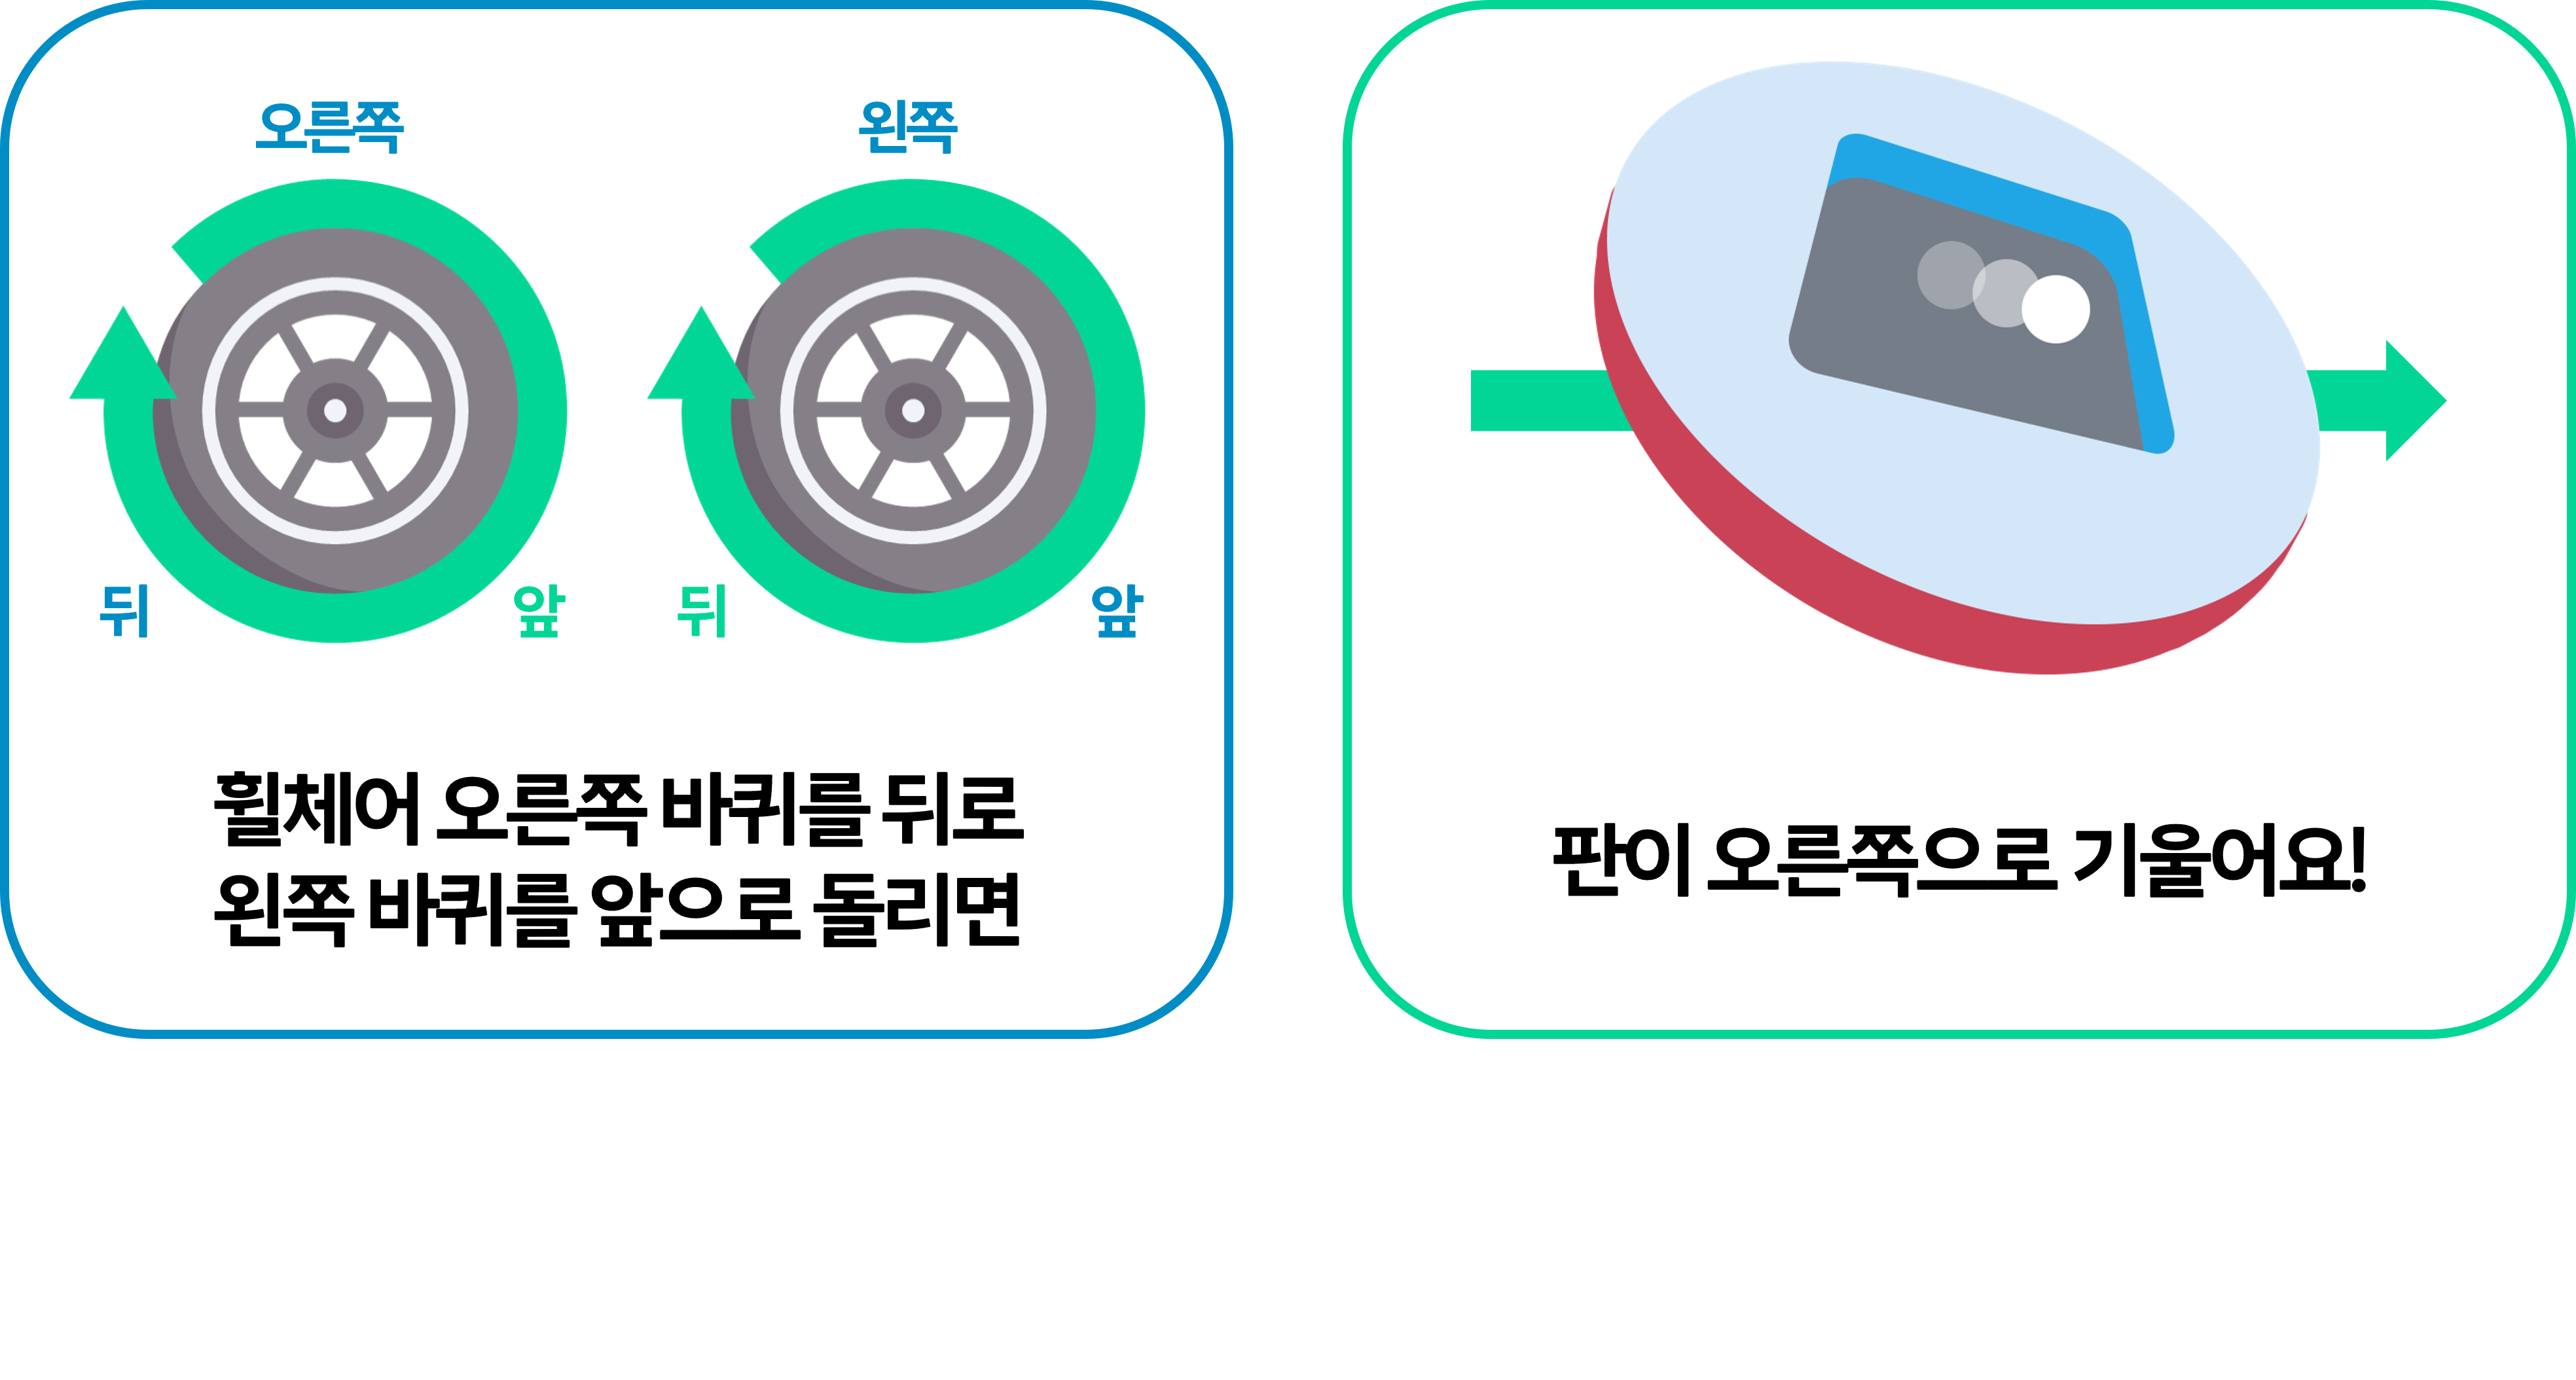 오른쪽
왼쪽
뒤
앞
뒤
앞
휠체어 오른쪽 바퀴를 뒤로
왼쪽 바퀴를 앞으로 돌리면
판이 오른쪽으로 기울어요!